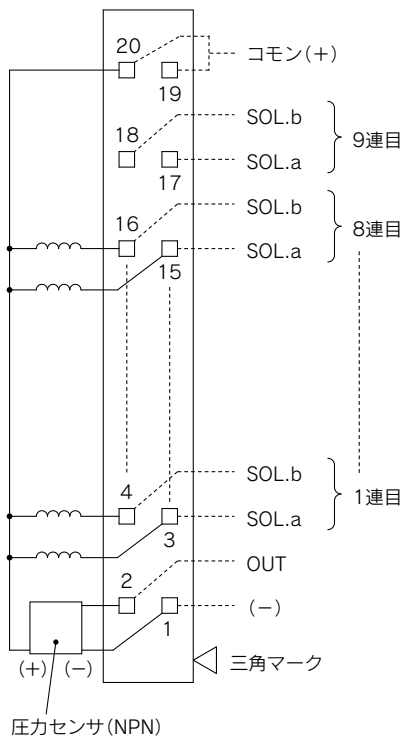 20
コモン(+)
19
18
SOL.b
9連目
SOL.a
17
16
SOL.b
8連目
SOL.a
15
4
SOL.b
1連目
SOL.a
3
2
OUT
(−)
1
(+) (−)
三角マーク
圧力センサ(NPN)